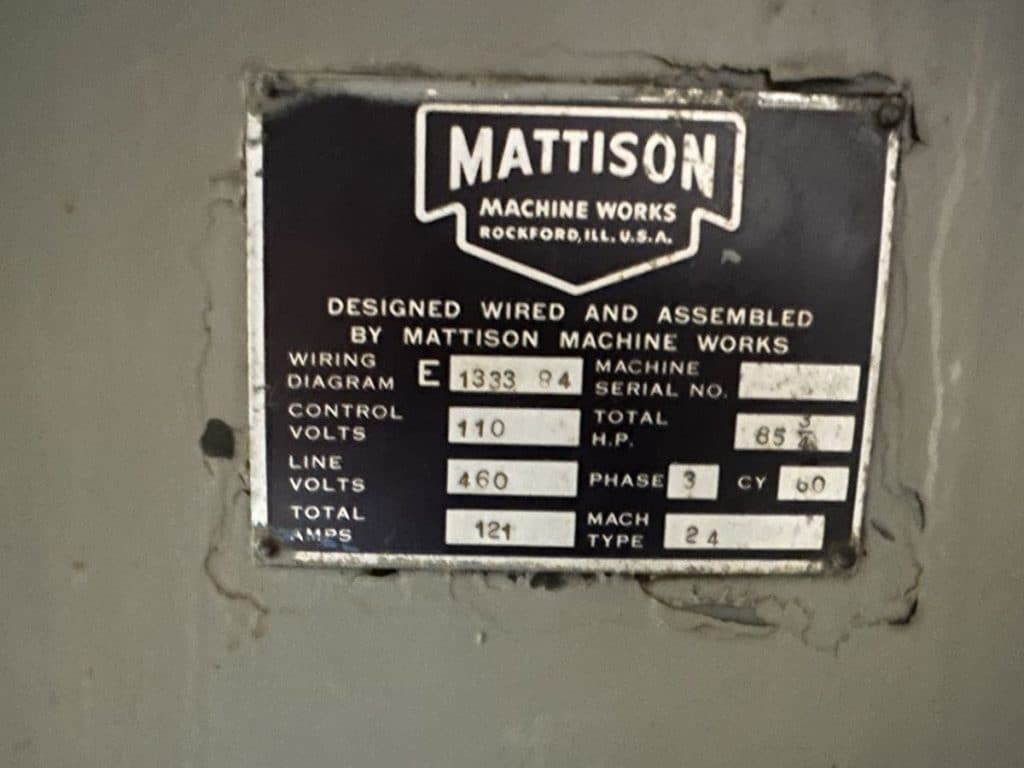 MATTISON
MACHINE WORKS
ROCKFORD, ILL. U.S.A.
DESIGNED WIRED AND ASSEMBLED
BY MATTISON MACHINE WORKS
WIRING DIAGRAM E 1333 84
MACHINE SERIAL NO.
CONTROL VOLTS 110
TOTAL H.P. 85 3/4
LINE VOLTS 460
PHASE 3 CY 60
TOTAL AMPS 121
MACH TYPE 24